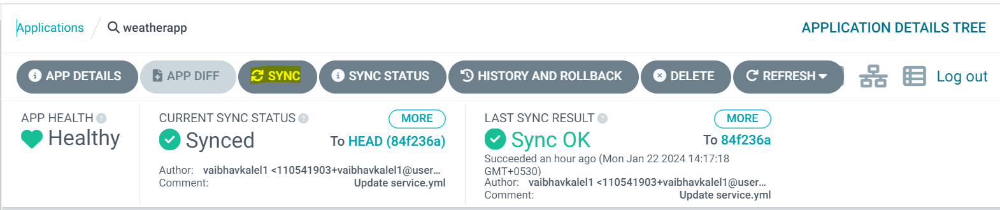 Applications / weatherapp
APPLICATION DETAILS TREE
APP DETAILS
APP DIFF
SYNC
SYNC STATUS
HISTORY AND ROLLBACK
DELETE
REFRESH
Log out
APP HEALTH
Healthy
CURRENT SYNC STATUS
MORE
Synced
To HEAD (84f236a)
Author: vaibhavkalel1 <110541903+vaibhavkalel1@user...
Comment: Update service.yml
LAST SYNC RESULT
MORE
Sync OK
To 84f236a
Succeeded an hour ago (Mon Jan 22 2024 14:17:18
GMT+0530)
Author: vaibhavkalel1 <110541903+vaibhavkalel1@user...
Comment: Update service.yml